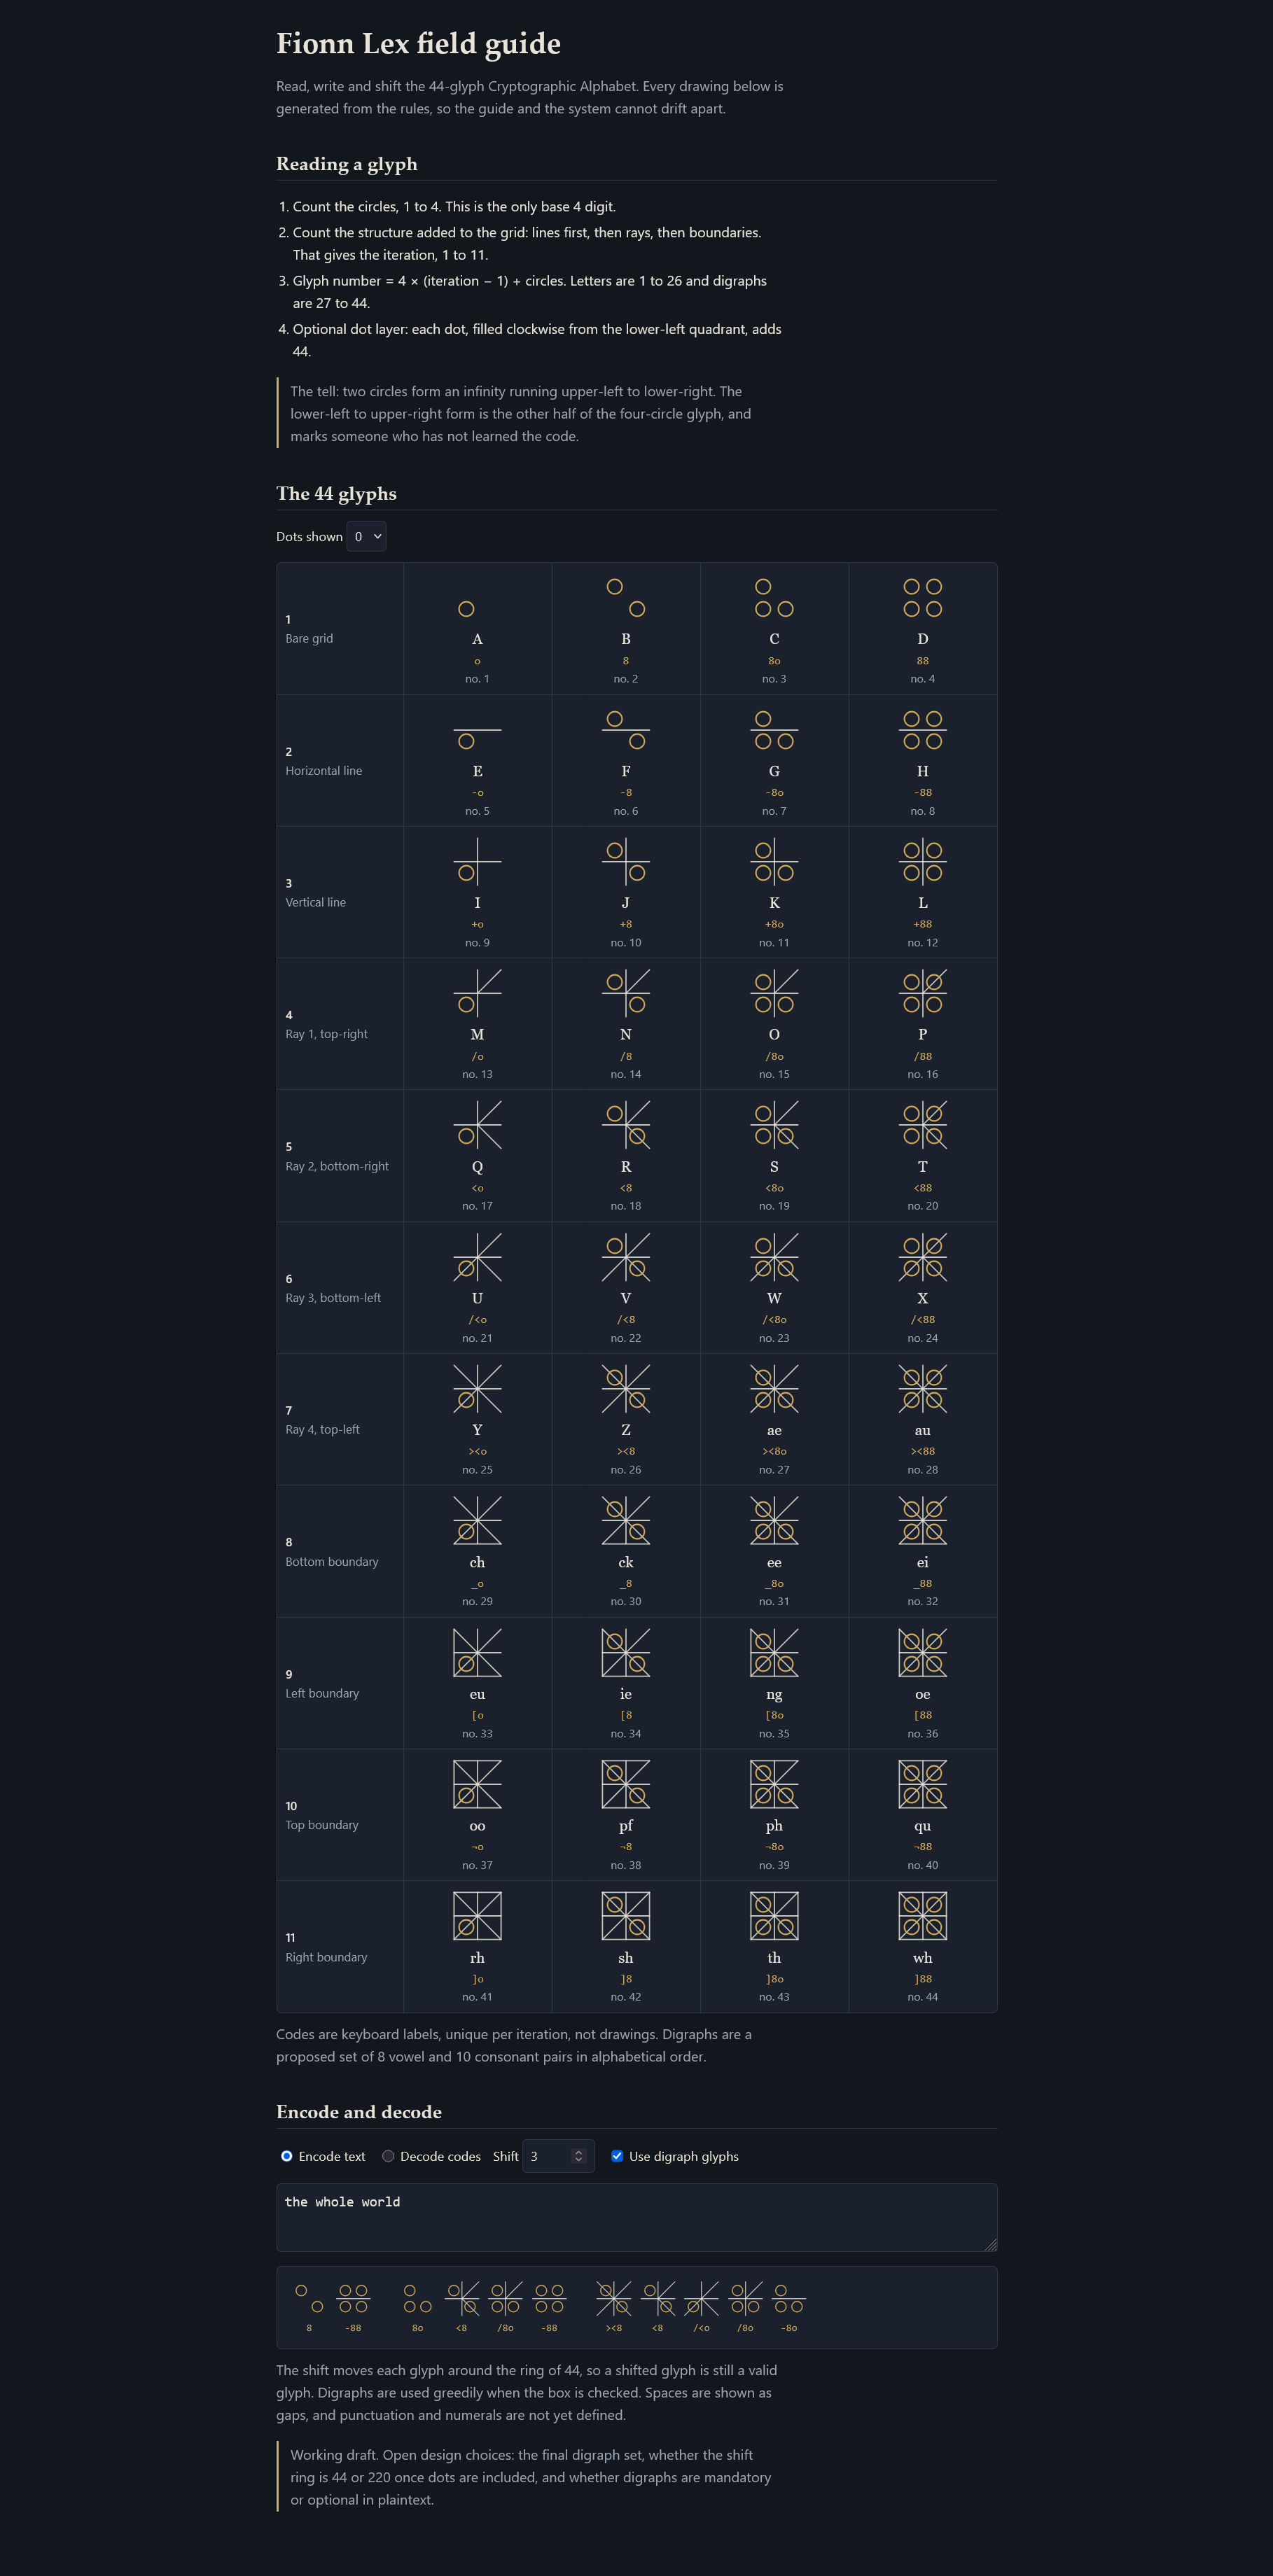 Fionn Lex field guide
Read, write and shift the 44-glyph Cryptographic Alphabet. Every drawing below is
generated from the rules, so the guide and the system cannot drift apart.
Reading a glyph
1. Count the circles, 1 to 4. This is the only base 4 digit.
2. Count the structure added to the grid: lines first, then rays, then boundaries.
That gives the iteration, 1 to 11.
3. Glyph number = 4 × (iteration − 1) + circles. Letters are 1 to 26 and digraphs
are 27 to 44.
4. Optional dot layer: each dot, filled clockwise from the lower-left quadrant, adds
44.
The tell: two circles form an infinity running upper-left to lower-right. The
lower-left to upper-right form is the other half of the four-circle glyph, and
marks someone who has not learned the code.
The 44 glyphs
Dots shown 0
1
Bare grid
A B C D
o 8 8o 88
no. 1 no. 2 no. 3 no. 4
2
Horizontal line
E F G H
-o -8 -8o -88
no. 5 no. 6 no. 7 no. 8
3
Vertical line
I J K L
+o +8 +8o +88
no. 9 no. 10 no. 11 no. 12
4
Ray 1, top-right
M N O P
/o /8 /8o /88
no. 13 no. 14 no. 15 no. 16
5
Ray 2, bottom-right
Q R S T
<o <8 <8o <88
no. 17 no. 18 no. 19 no. 20
6
Ray 3, bottom-left
U V W X
/<o /<8 /<8o /<88
no. 21 no. 22 no. 23 no. 24
7
Ray 4, top-left
Y Z ae au
><o ><8 ><8o ><88
no. 25 no. 26 no. 27 no. 28
8
Bottom boundary
ch ck ee ei
_o _8 _8o _88
no. 29 no. 30 no. 31 no. 32
9
Left boundary
eu ie ng oe
[o [8 [8o [88
no. 33 no. 34 no. 35 no. 36
10
Top boundary
oo pf ph qu
¬o ¬8 ¬8o ¬88
no. 37 no. 38 no. 39 no. 40
11
Right boundary
rh sh th wh
]o ]8 ]8o ]88
no. 41 no. 42 no. 43 no. 44
Codes are keyboard labels, unique per iteration, not drawings. Digraphs are a
proposed set of 8 vowel and 10 consonant pairs in alphabetical order.
Encode and decode
Encode text Decode codes Shift 3 Use digraph glyphs
the whole world
8 -88 8o <8 /8o -88 ><8 <8 /<o /8o -8o
The shift moves each glyph around the ring of 44, so a shifted glyph is still a valid
glyph. Digraphs are used greedily when the box is checked. Spaces are shown as
gaps, and punctuation and numerals are not yet defined.
Working draft. Open design choices: the final digraph set, whether the shift
ring is 44 or 220 once dots are included, and whether digraphs are mandatory
or optional in plaintext.